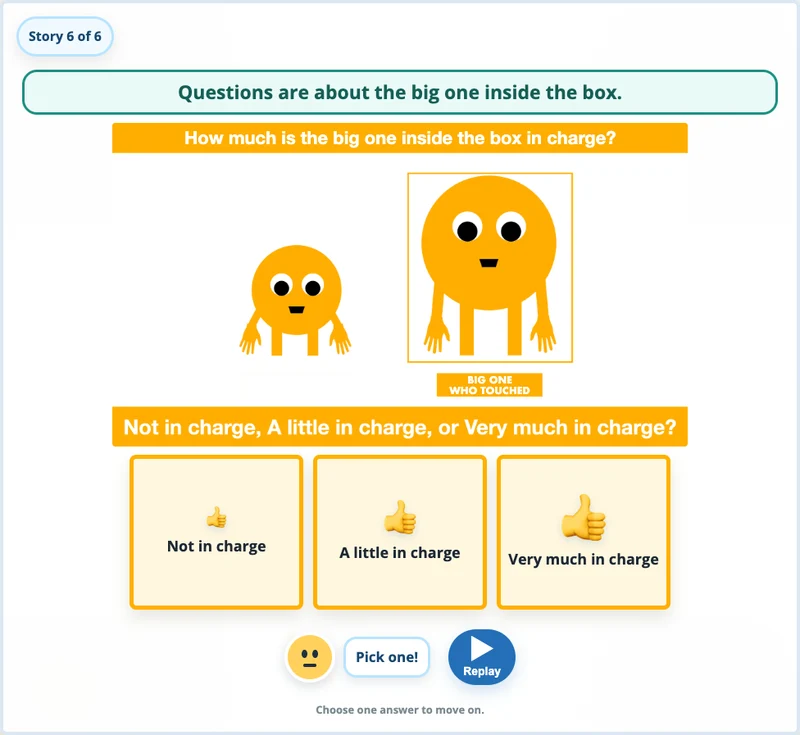 Story 6 of 6
Questions are about the big one inside the box.
How much is the big one inside the box in charge?
BIG ONE
WHO TOUCHED
Not in charge, A little in charge, or Very much in charge?
Not in charge
A little in charge
Very much in charge
Pick one!
Replay
Choose one answer to move on.